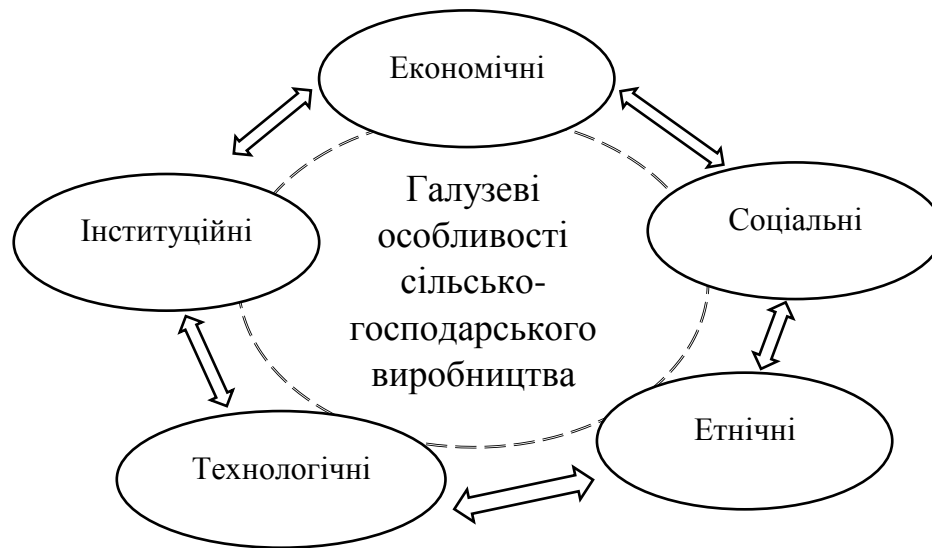 Економічні
Інституційні
Соціальні
Галузеві
особливості
сільсько-
господарського
виробництва
Технологічні
Етнічні